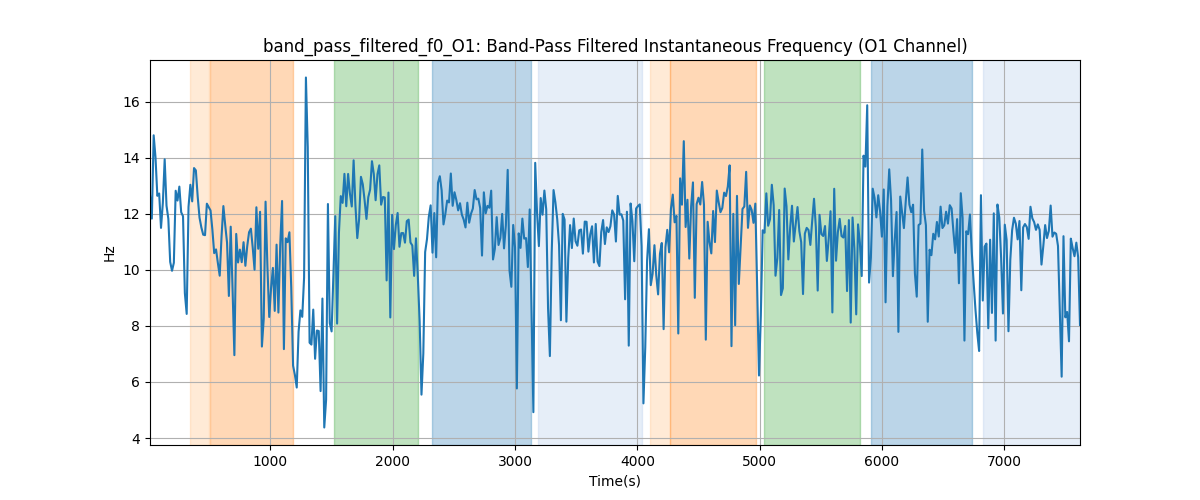 band_pass_filtered_f0_O1: Band-Pass Filtered Instantaneous Frequency (O1 Channel)
16
14
12
10
8
6
4
Hz
1000 2000 3000 4000 5000 6000 7000
Time(s)